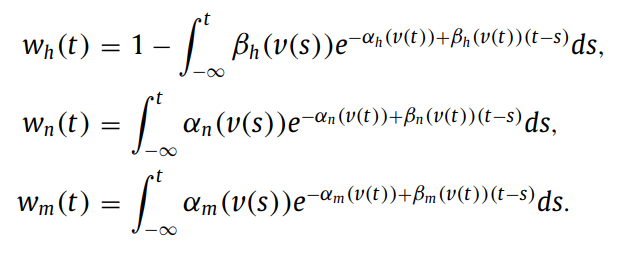 w_h(t) = 1 − ∫_{−∞}^{t} β_h(ν(s))e^{−α_h(ν(t))+β_h(ν(t))(t−s)}ds,
w_n(t) = ∫_{−∞}^{t} α_n(ν(s))e^{−α_n(ν(t))+β_n(ν(t))(t−s)}ds,
w_m(t) = ∫_{−∞}^{t} α_m(ν(s))e^{−α_m(ν(t))+β_m(ν(t))(t−s)}ds.